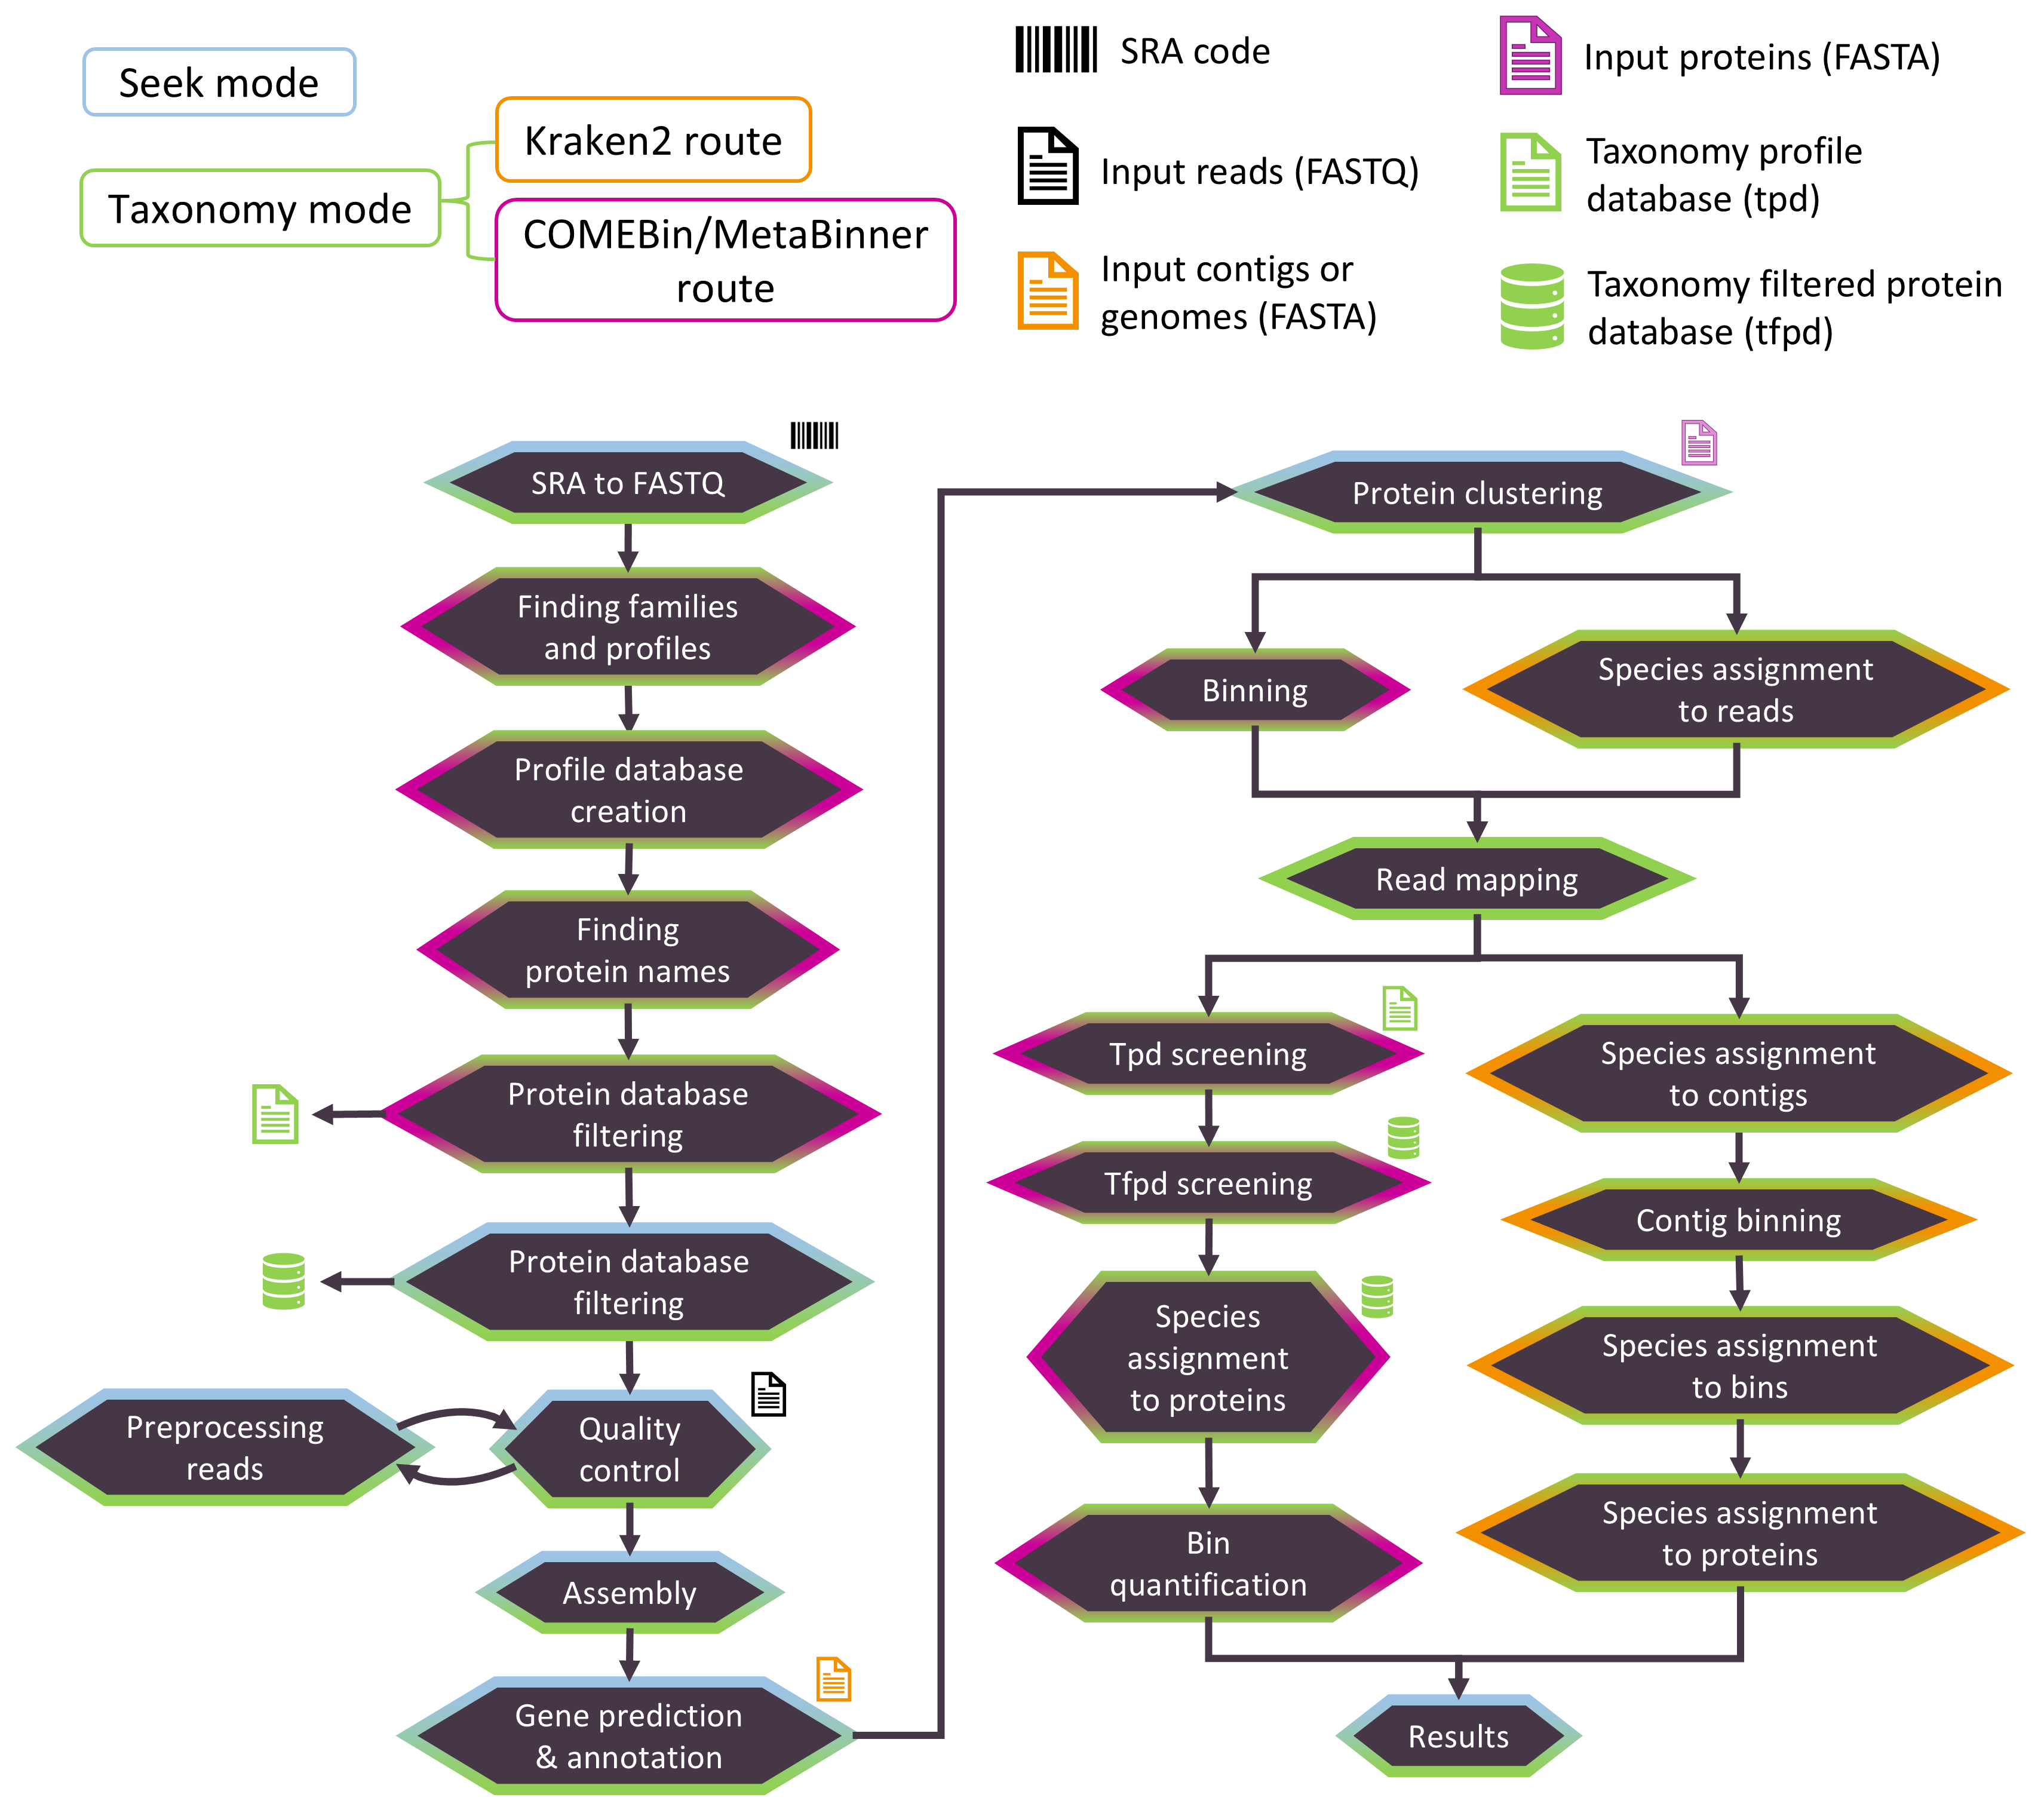 Seek mode
Taxonomy mode
Kraken2 route
COMEBin/MetaBinner
route
SRA code
Input reads (FASTQ)
Input contigs or
genomes (FASTA)
Input proteins (FASTA)
Taxonomy profile
database (tpd)
Taxonomy filtered protein
database (tfpd)
SRA to FASTQ
Finding families
and profiles
Profile database
creation
Finding
protein names
Protein database
filtering
Protein database
filtering
Preprocessing
reads
Quality
control
Assembly
Gene prediction
& annotation
Protein clustering
Binning
Species assignment
to reads
Read mapping
Tpd screening
Tfpd screening
Species
assignment
to proteins
Bin
quantification
Species assignment
to contigs
Contig binning
Species assignment
to bins
Species assignment
to proteins
Results